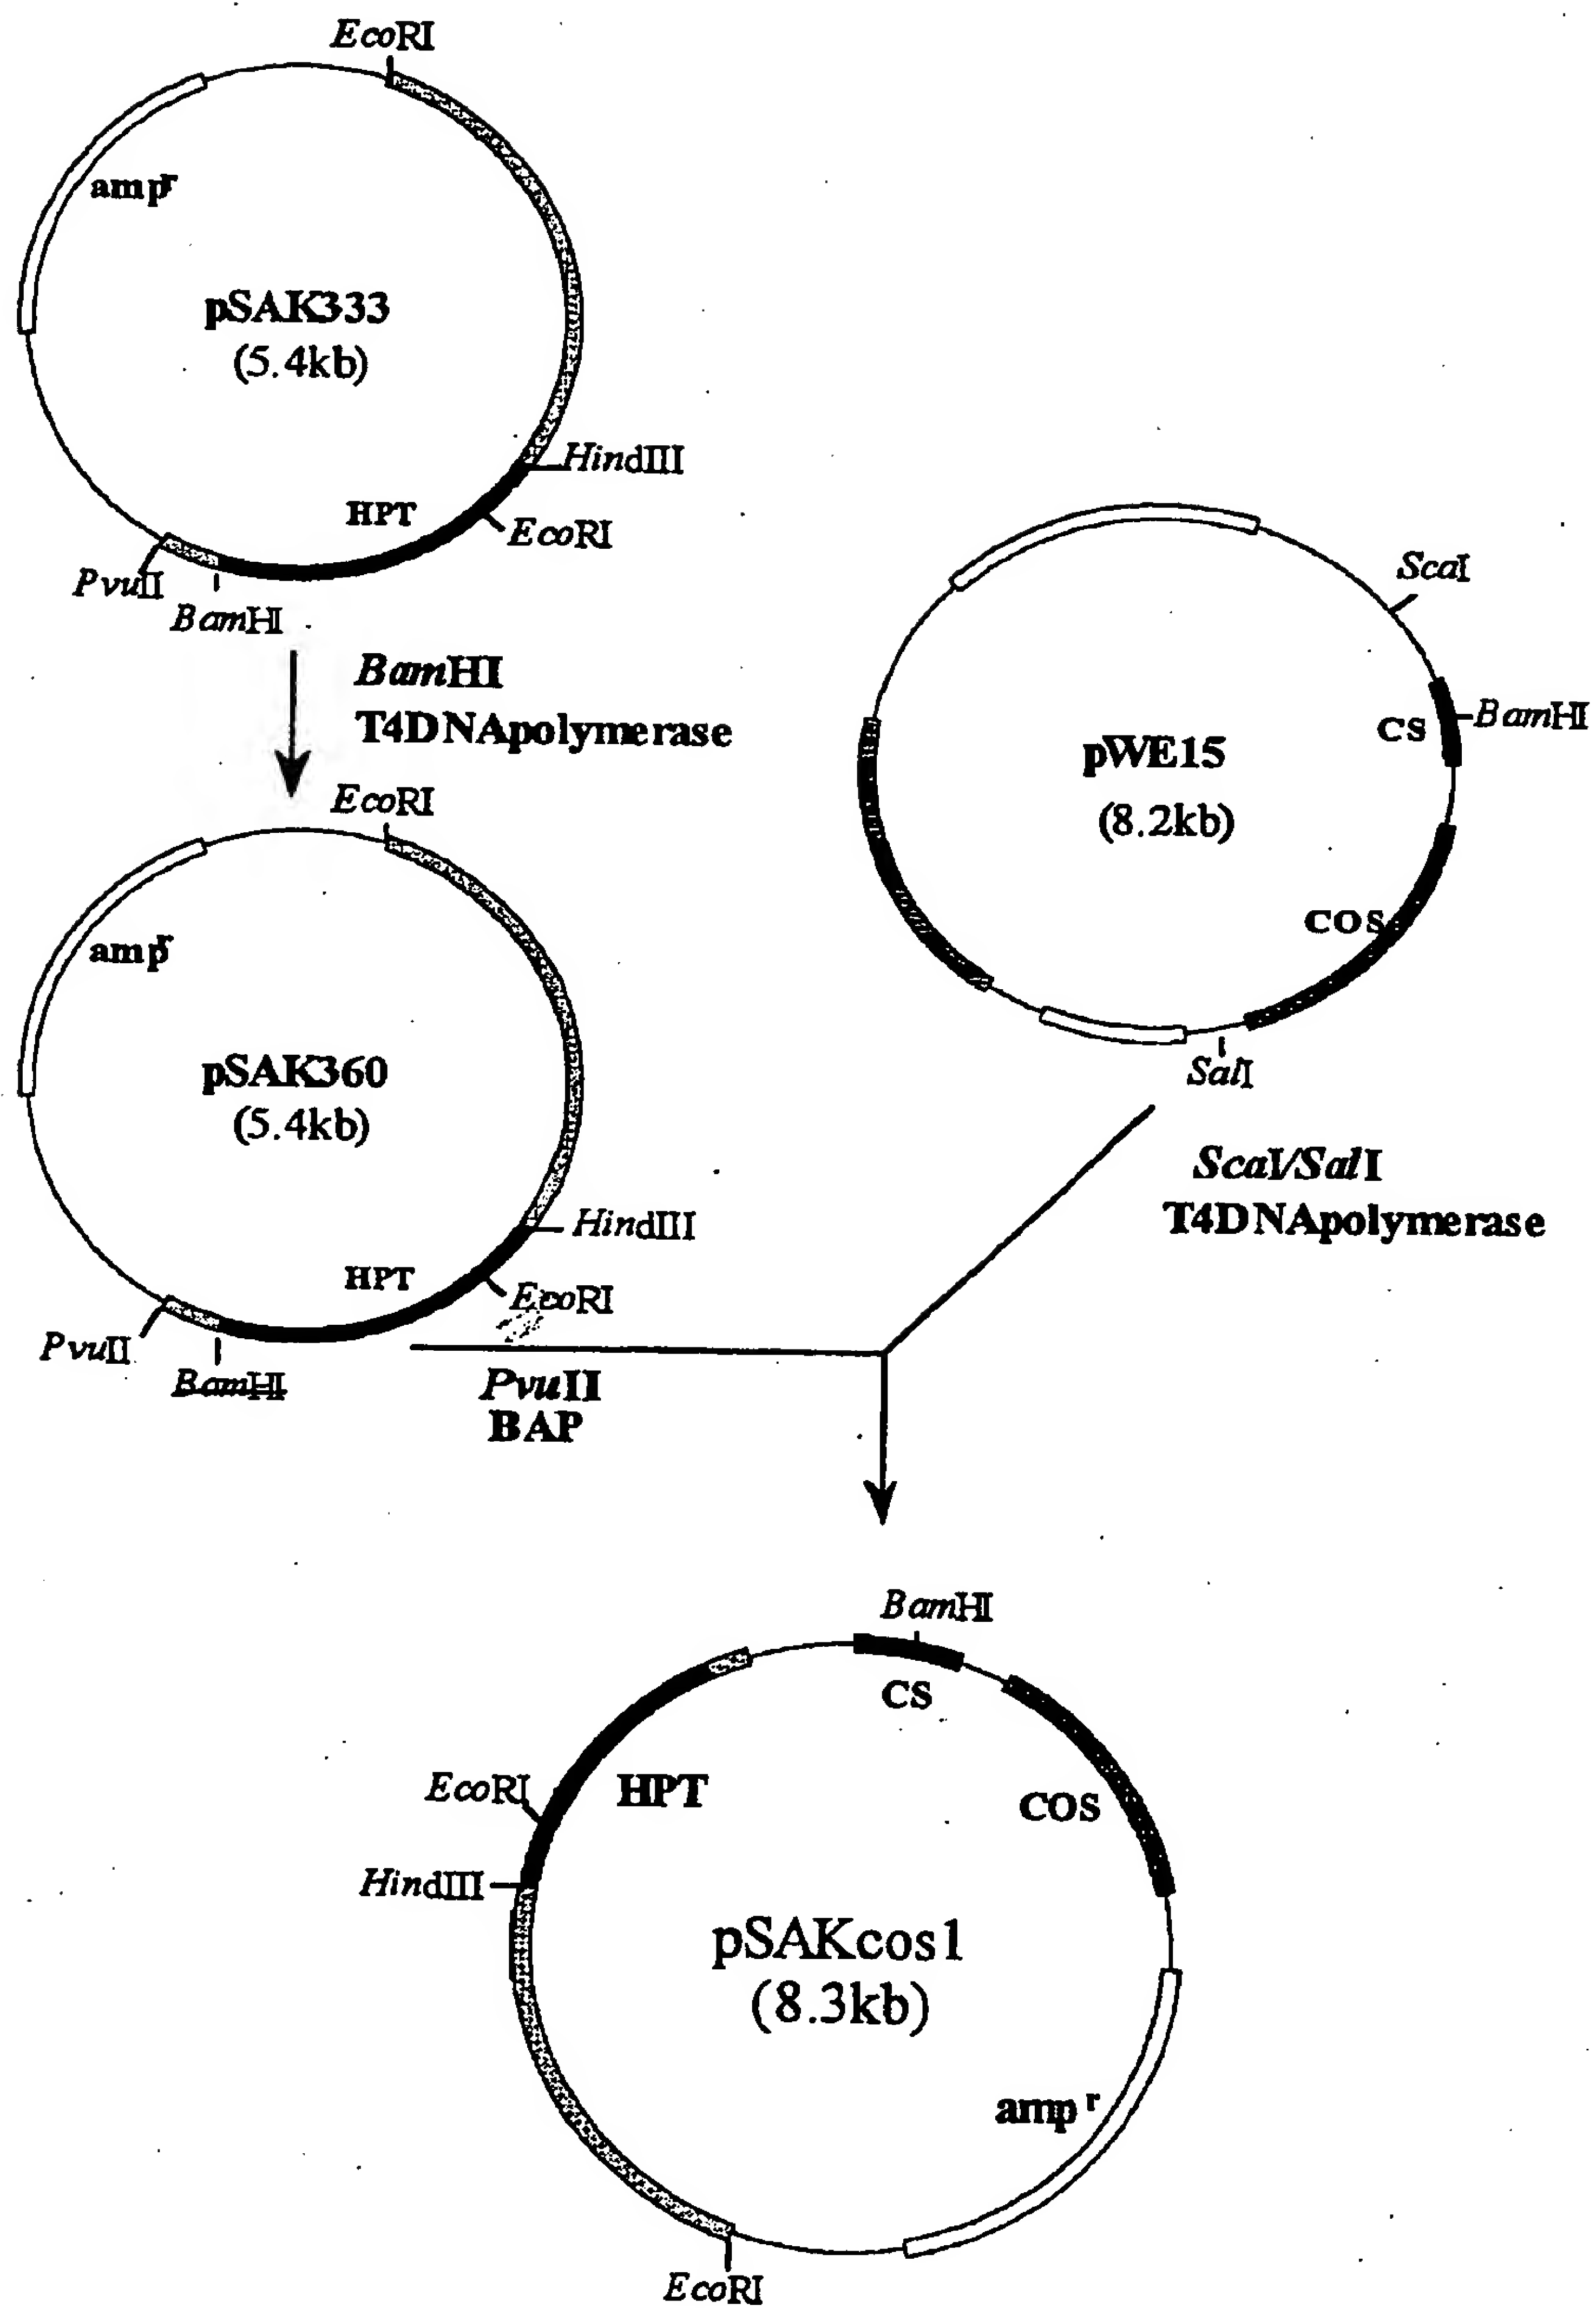 EcoRI
ampr
pSAK333
(5.4kb)
HindIII
HPT
EcoRI
PvuII
BamHI
BamHI
T4DNApolymerase
ScaI
BamHI
CS
pWE15
(8.2kb)
COS
SalI
EcoRI
ampr
pSAK360
(5.4kb)
HindIII
HPT
EcoRI
PvuII
BamHI
ScaI/SalI
T4DNApolymerase
PvuII
BAP
BamHI
CS
EcoRI
HPT
COS
HindIII
pSAKcos1
(8.3kb)
amp r
EcoRI